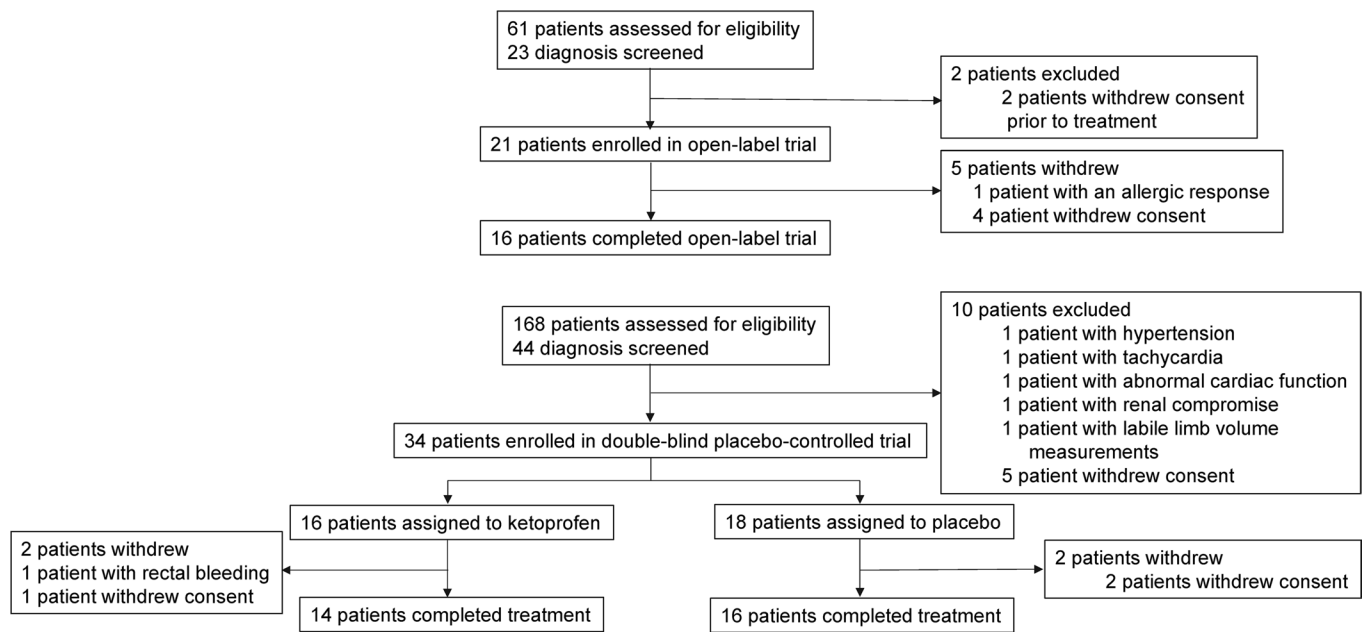 61 patients assessed for eligibility
23 diagnosis screened
2 patients excluded
2 patients withdrew consent
prior to treatment
21 patients enrolled in open-label trial
5 patients withdrew
1 patient with an allergic response
4 patient withdrew consent
16 patients completed open-label trial
168 patients assessed for eligibility
44 diagnosis screened
10 patients excluded
1 patient with hypertension
1 patient with tachycardia
1 patient with abnormal cardiac function
1 patient with renal compromise
1 patient with labile limb volume
measurements
5 patient withdrew consent
34 patients enrolled in double-blind placebo-controlled trial
16 patients assigned to ketoprofen
18 patients assigned to placebo
2 patients withdrew
1 patient with rectal bleeding
1 patient withdrew consent
2 patients withdrew
2 patients withdrew consent
14 patients completed treatment
16 patients completed treatment